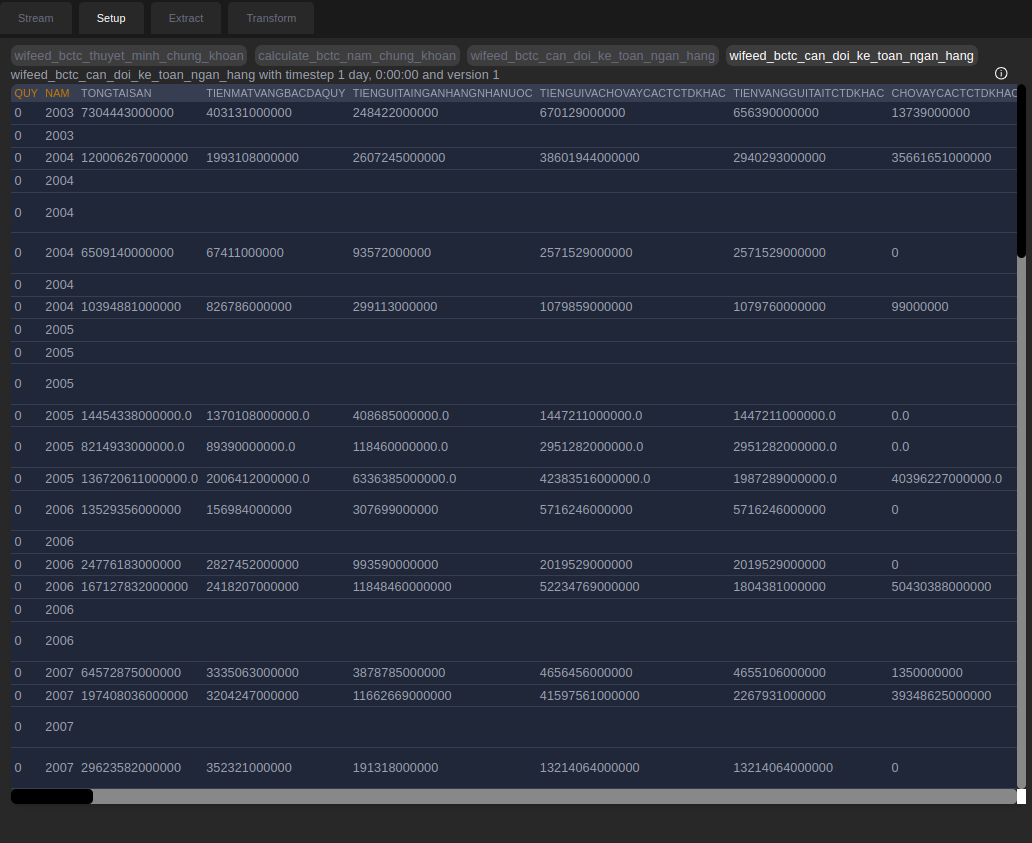 Stream Setup Extract Transform
wifeed_bctc_thuyet_minh_chung_khoan calculate_bctc_nam_chung_khoan wifeed_bctc_can_doi_ke_toan_ngan_hang wifeed_bctc_can_doi_ke_toan_ngan_hang
wifeed_bctc_can_doi_ke_toan_ngan_hang with timestep 1 day, 0:00:00 and version 1
QUY NAM TONGTAISAN TIENMATVANGBACDAQUY TIENGUITAINGANHANGNHANUOC TIENGUIVACHOVAYCACTCTDKHAC TIENVANGGUITAITCTDKHAC CHOVAYCACTCTDKHAC
0 2003 7304443000000 403131000000 248422000000 670129000000 656390000000 13739000000
0 2003
0 2004 120006267000000 1993108000000 2607245000000 38601944000000 2940293000000 35661651000000
0 2004
0 2004
0 2004 6509140000000 67411000000 93572000000 2571529000000 2571529000000 0
0 2004
0 2004 10394881000000 826786000000 299113000000 1079859000000 1079760000000 99000000
0 2005
0 2005
0 2005
0 2005 14454338000000.0 1370108000000.0 408685000000.0 1447211000000.0 1447211000000.0 0.0
0 2005 8214933000000.0 89390000000.0 118460000000.0 2951282000000.0 2951282000000.0 0.0
0 2005 136720611000000.0 2006412000000.0 6336385000000.0 42383516000000.0 1987289000000.0 40396227000000.0
0 2006 13529356000000 156984000000 307699000000 5716246000000 5716246000000 0
0 2006
0 2006 24776183000000 2827452000000 993590000000 2019529000000 2019529000000 0
0 2006 167127832000000 2418207000000 11848460000000 52234769000000 1804381000000 50430388000000
0 2006
0 2006
0 2007 64572875000000 3335063000000 3878785000000 4656456000000 4655106000000 1350000000
0 2007 197408036000000 3204247000000 11662669000000 41597561000000 2267931000000 39348625000000
0 2007
0 2007 29623582000000 352321000000 191318000000 13214064000000 13214064000000 0